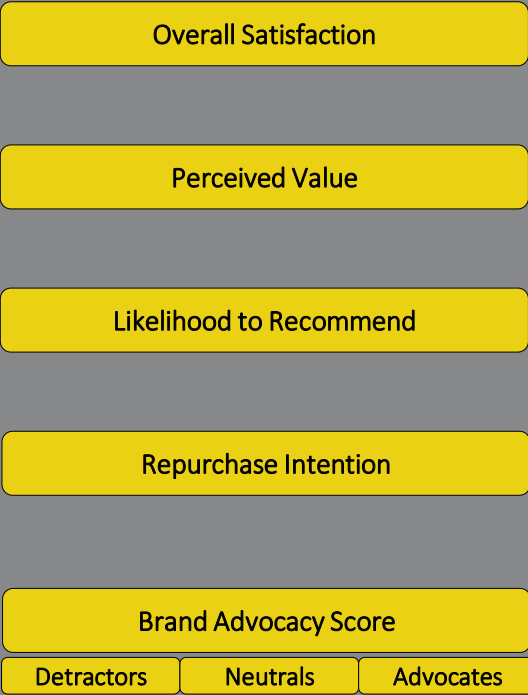 Overall Satisfaction
Perceived Value
Likelihood to Recommend
Repurchase Intention
Brand Advocacy Score
Detractors Neutrals Advocates